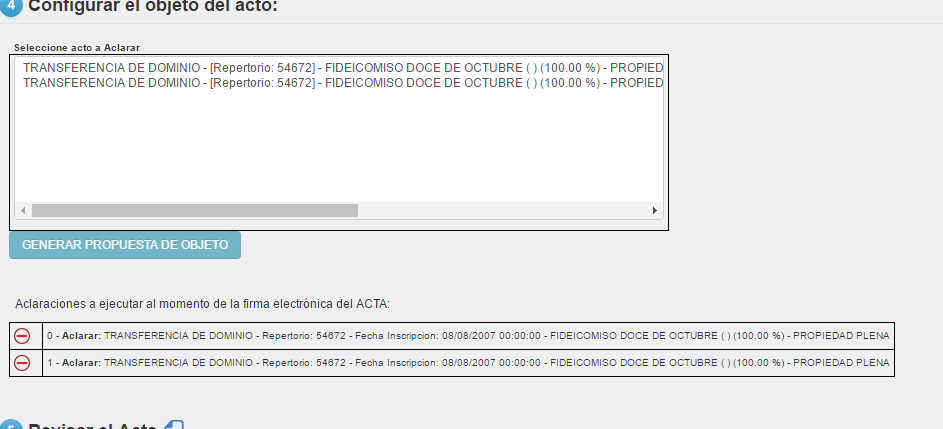 4 Configurar el objeto del acto:
Seleccione acto a Aclarar
TRANSFERENCIA DE DOMINIO - [Repertorio: 54672] - FIDEICOMISO DOCE DE OCTUBRE ( ) (100.00 %) - PROPIED
TRANSFERENCIA DE DOMINIO - [Repertorio: 54672] - FIDEICOMISO DOCE DE OCTUBRE ( ) (100.00 %) - PROPIED
GENERAR PROPUESTA DE OBJETO
Aclaraciones a ejecutar al momento de la firma electrónica del ACTA:
0 - Aclarar: TRANSFERENCIA DE DOMINIO - Repertorio: 54672 - Fecha Inscripcion: 08/08/2007 00:00:00 - FIDEICOMISO DOCE DE OCTUBRE ( ) (100.00 %) - PROPIEDAD PLENA
1 - Aclarar: TRANSFERENCIA DE DOMINIO - Repertorio: 54672 - Fecha Inscripcion: 08/08/2007 00:00:00 - FIDEICOMISO DOCE DE OCTUBRE ( ) (100.00 %) - PROPIEDAD PLENA
5 Revisar el Acta